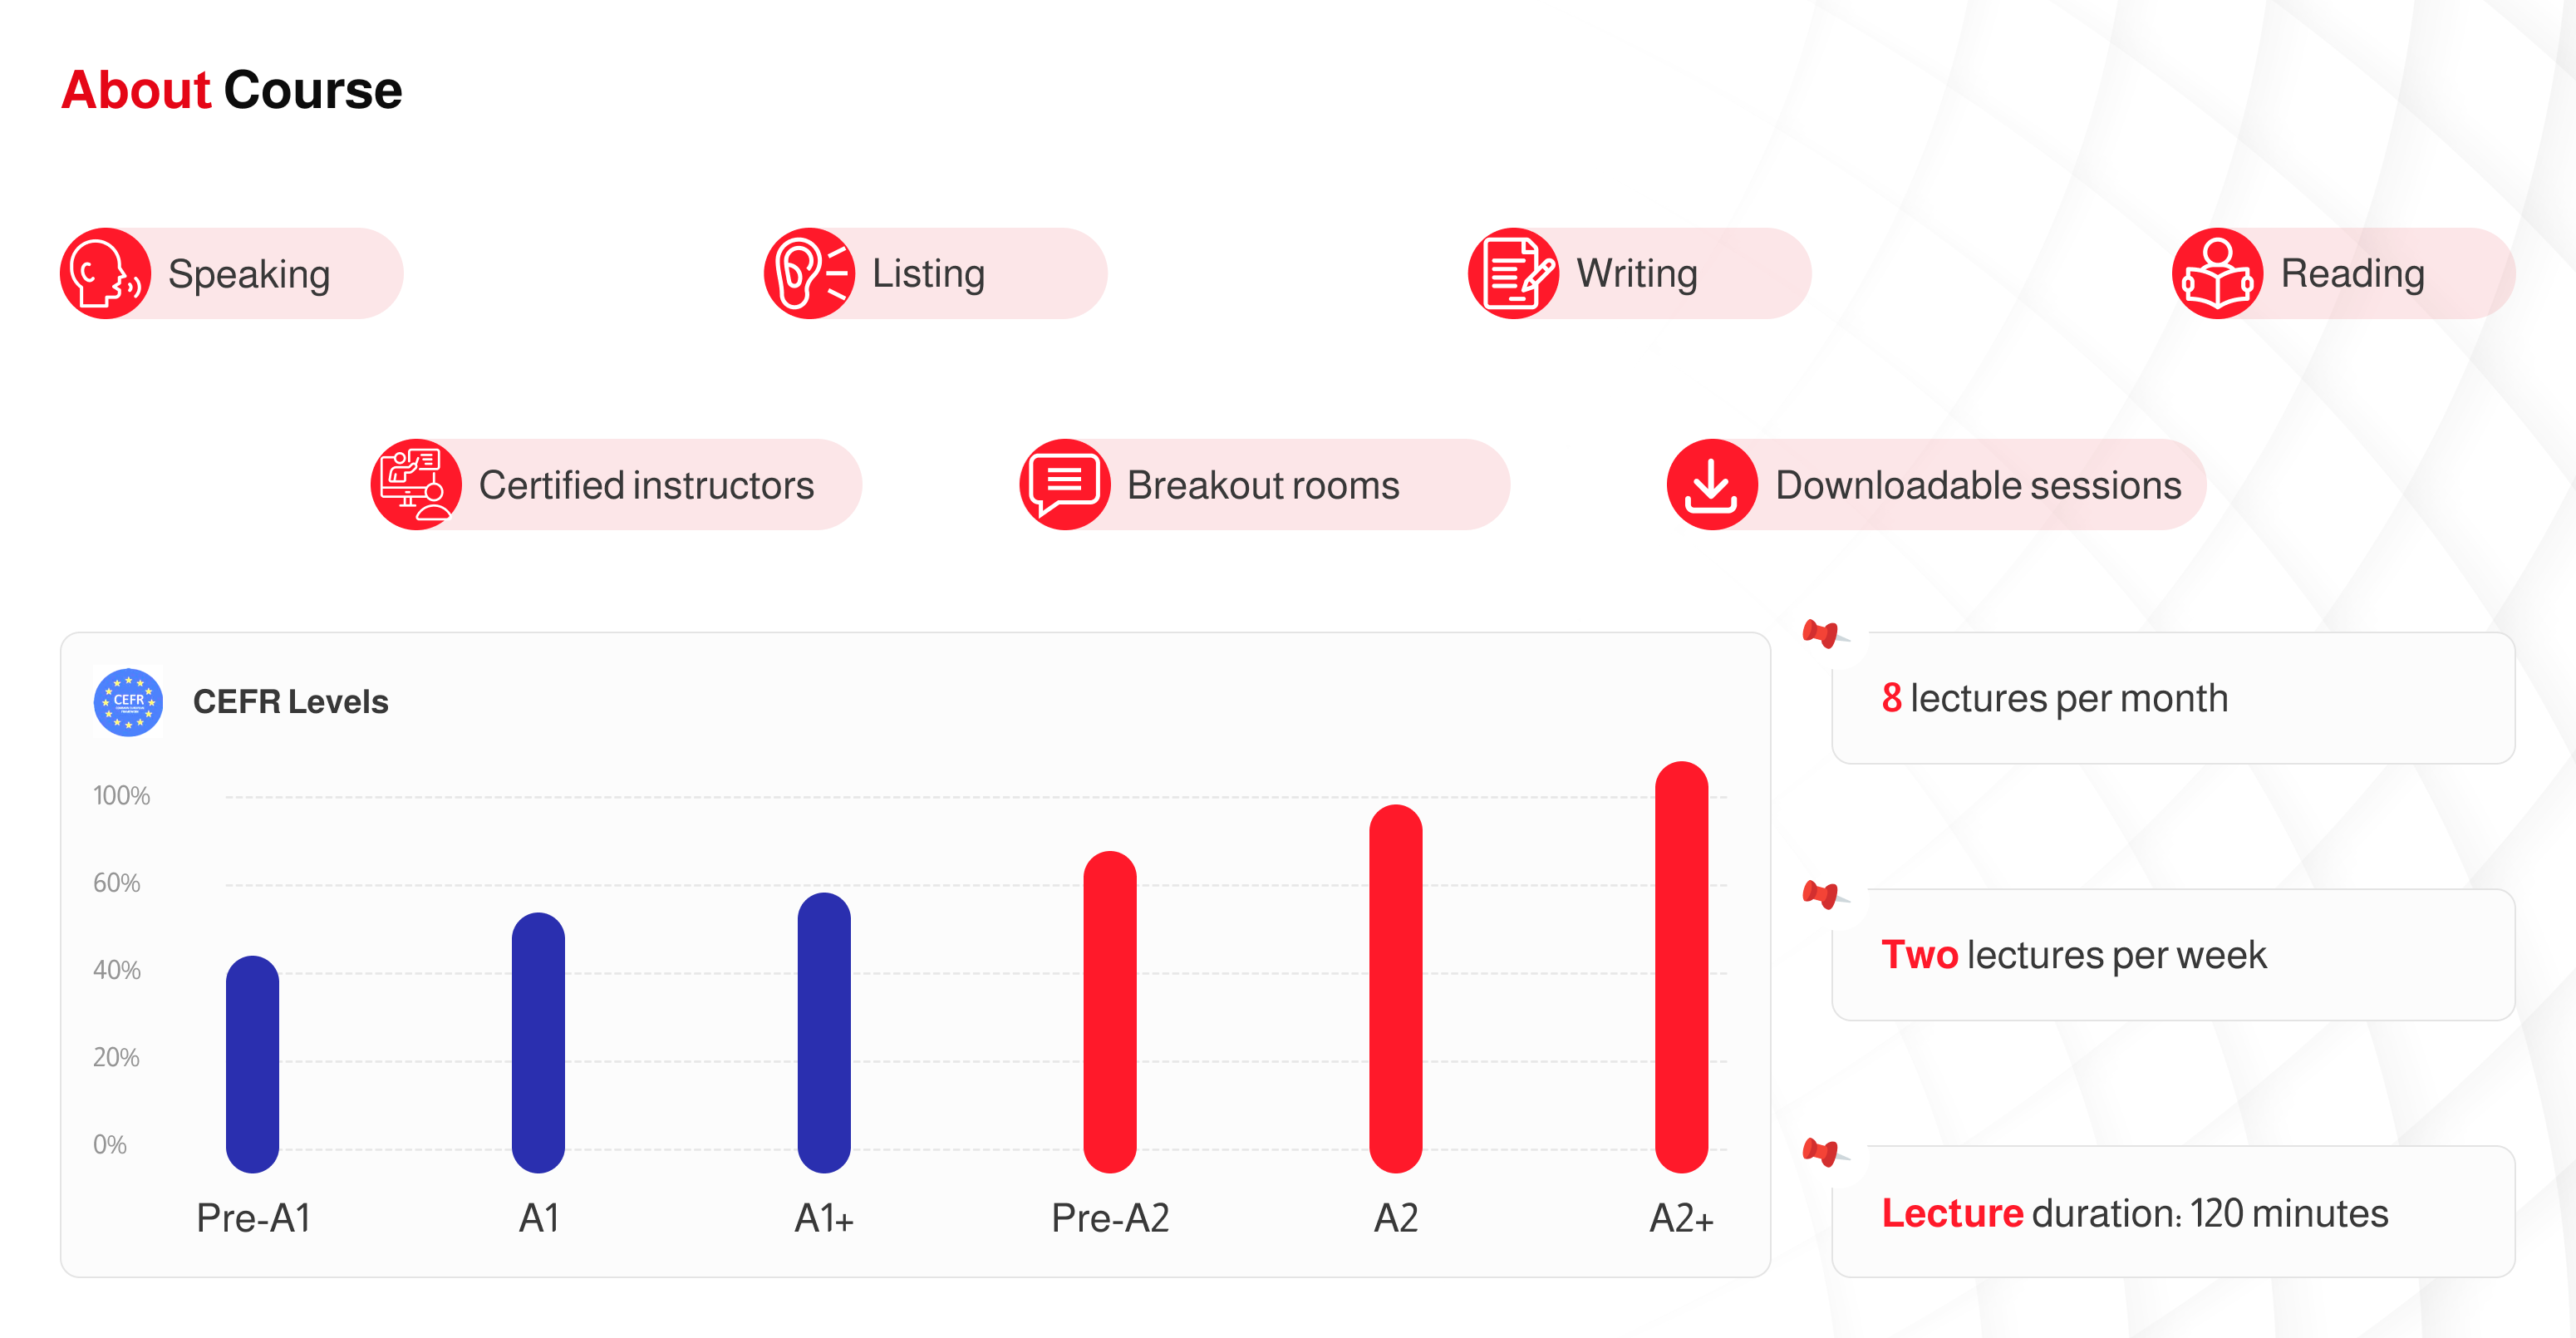 About Course
Speaking
Listing
Writing
Reading
Certified instructors
Breakout rooms
Downloadable sessions
CEFR
CEFR Levels
100%
60%
40%
20%
0%
Pre-A1
A1
A1+
Pre-A2
A2
A2+
8 lectures per month
Two lectures per week
Lecture duration: 120 minutes